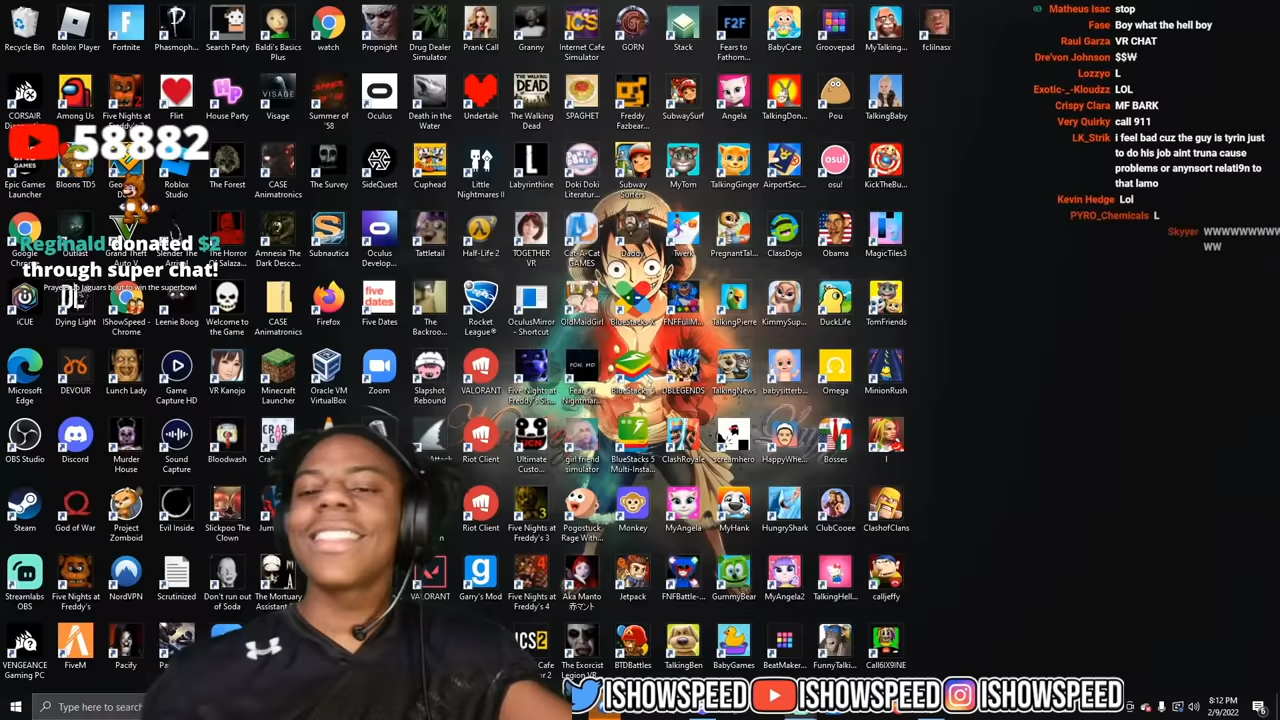 Recycle Bin
Roblox Player
Fortnite
Phasmoph...
Search Party
Baldi's Basics Plus
watch
Propnight
Drug Dealer Simulator
Prank Call
Granny
Internet Cafe Simulator
GORN
Stack
Fears to Fathom...
BabyCare
Groovepad
MyTalking...
fclilnasx
CORSAIR
Among Us
Five Nights at
Flirt
House Party
Visage
Summer of '58
Oculus
Death in the Water
Undertale
The Walking Dead
SPAGHET
Freddy Fazbear...
SubwaySurf
Angela
TalkingDon...
Pou
TalkingBaby
58882
Epic Games Launcher
Bloons TD5
Roblox Studio
The Forest
CASE Animatronics
The Survey
SideQuest
Cuphead
Little Nightmares II
Labyrinthine
Doki Doki Literatur...
Subway Surfers
MyTom
TalkingGinger
AirportSec...
osu!
KickTheBu...
Reginald donated $2
through super chat!
Outlast
The Horror Of Salaza...
Amnesia The Dark Desce...
Subnautica
Oculus Develop...
Tattletail
Half-Life 2
TOGETHER VR
Cat-A-Cat GAMES
Daddy
Twerk
PregnantTal...
ClassDojo
Obama
MagicTiles3
iCUE
Dying Light
IShowSpeed - Chrome
Leenie Boog
Welcome to the Game
CASE Animatronics
Firefox
Five Dates
The Backroo...
Rocket League®
OculusMirror - Shortcut
OldMaidGirl
BlueStacks X
FNFFullM...
TalkingPierre
KimmySup...
DuckLife
TomFriends
Microsoft Edge
DEVOUR
Lunch Lady
Game Capture HD
VR Kanojo
Minecraft Launcher
Oracle VM VirtualBox
Zoom
Slapshot Rebound
VALORANT
Five Nights at Freddy's Sis...
BlueStacks 5
DBLEGENDS
TalkingNews
babysitterb...
Omega
MinionRush
OBS Studio
Discord
Murder House
Sound Capture
Bloodwash
Riot Client
Ultimate Custo...
girl friend simulator
BlueStacks 5 Multi-Insta...
ClashRoyale
screamhero
HappyWhe...
Bosses
I
Steam
God of War
Project Zomboid
Evil Inside
Slickpoo The Clown
Riot Client
Five Nights at Freddy's 3
Pogostuck Rage With...
Monkey
MyAngela
MyHank
HungryShark
ClubCooee
ClashofClans
Streamlabs OBS
Five Nights at Freddy's
NordVPN
Scrutinized
Don't run out of Soda
The Mortuary Assistant
VALORANT
Garry's Mod
Five Nights at Freddy's 4
Aka Manto 赤マント
Jetpack
FNFBattle-...
GummyBear
MyAngela2
TalkingHell...
calljeffy
VENGEANCE Gaming PC
FiveM
Pacify
The Exorcist Legion VR
BTDBattles
TalkingBen
BabyGames
BeatMaker...
FunnyTalki...
Call6IX9INE
Matheus Isac stop
Fase Boy what the hell boy
Raul Garza VR CHAT
Dre'von Johnson $$₩
Lozzyo L
Exotic-_-Kloudzz LOL
Crispy Clara MF BARK
Very Quirky call 911
LK_Strik i feel bad cuz the guy is tyrin just
to do his job aint truna cause
problems or anynsort relati9n to
that lamo
Kevin Hedge Lol
PYRO_Chemicals L
Skyyer WWWWWWWWWW
WW
ISHOWSPEED ISHOWSPEED ISHOWSPEED
Type here to search
8:12 PM
2/9/2022